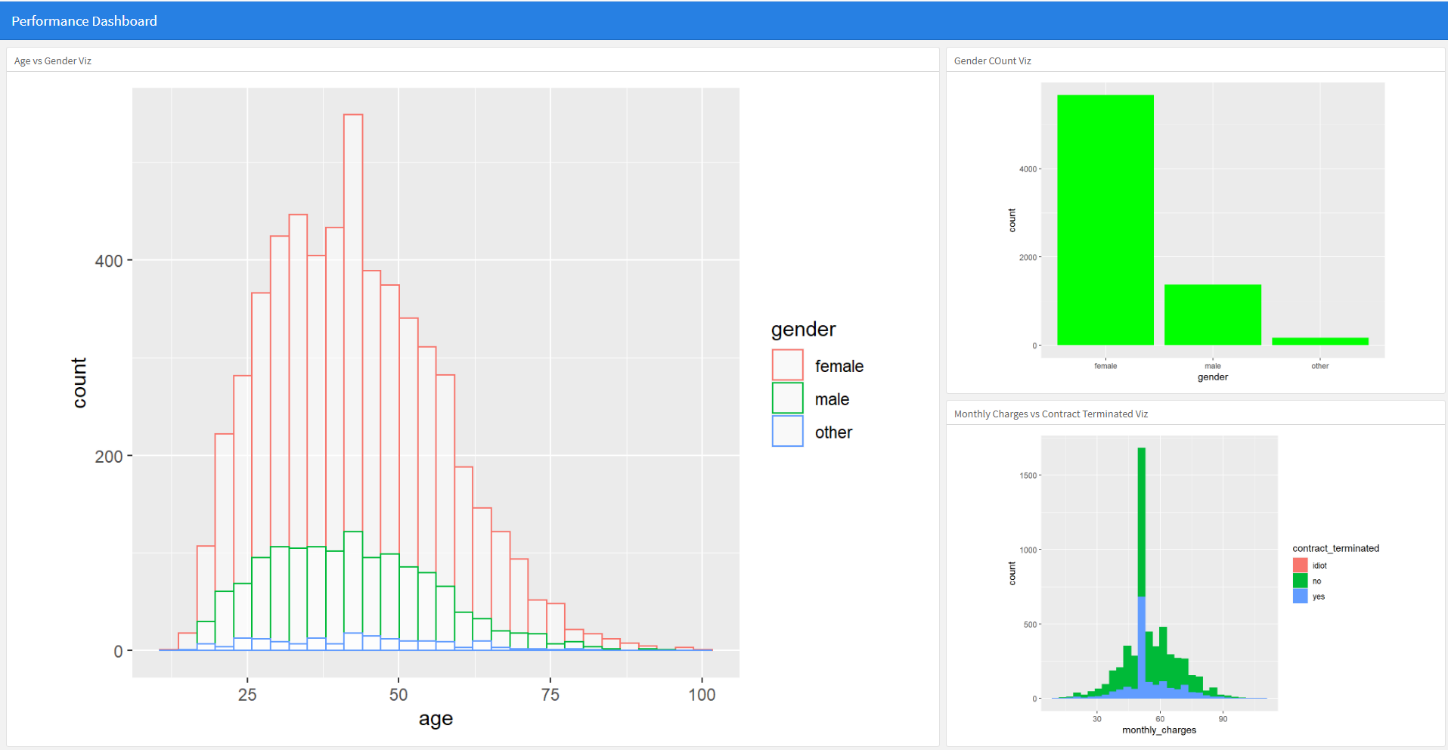 Performance Dashboard
Age vs Gender Viz
400
200
0
count
25 50 75 100
age
gender
female
male
other
Gender COunt Viz
4000
2000
0
count
female male other
gender
Monthly Charges vs Contract Terminated Viz
1500
1000
500
0
count
30 60 90
monthly_charges
contract_terminated
idiot
no
yes